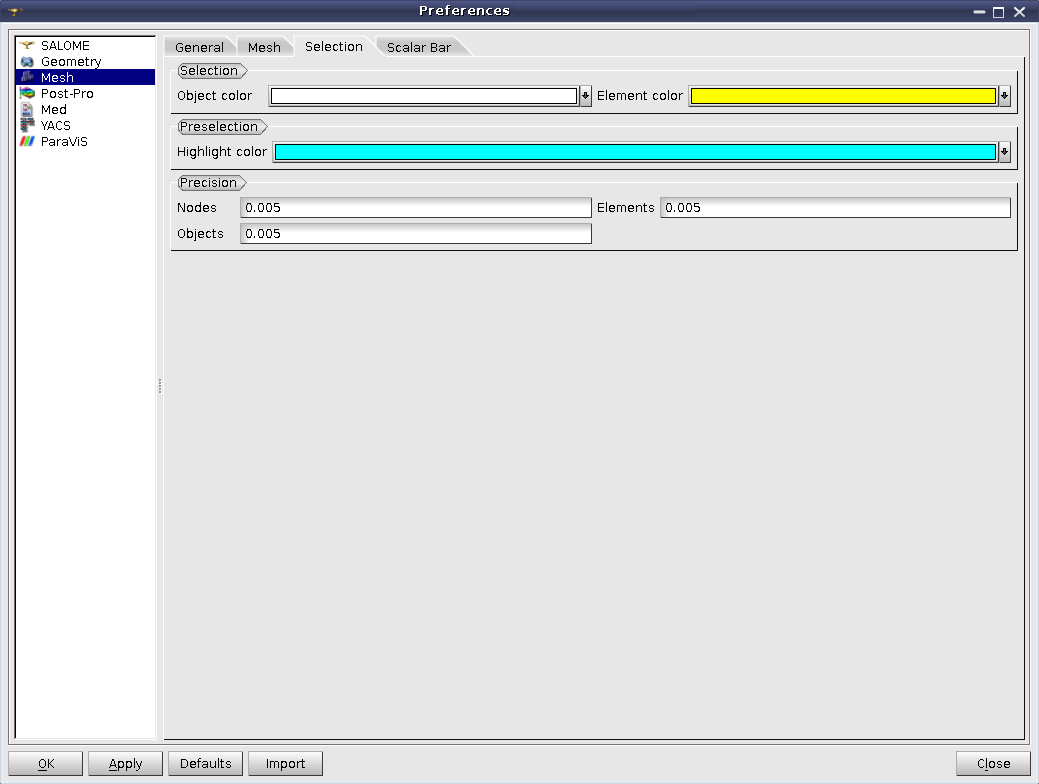 Preferences
SALOME
Geometry
Mesh
Post-Pro
Med
YACS
ParaViS
General Mesh Selection Scalar Bar
Selection
Object color Element color
Preselection
Highlight color
Precision
Nodes 0.005 Elements 0.005
Objects 0.005
OK Apply Defaults Import Close